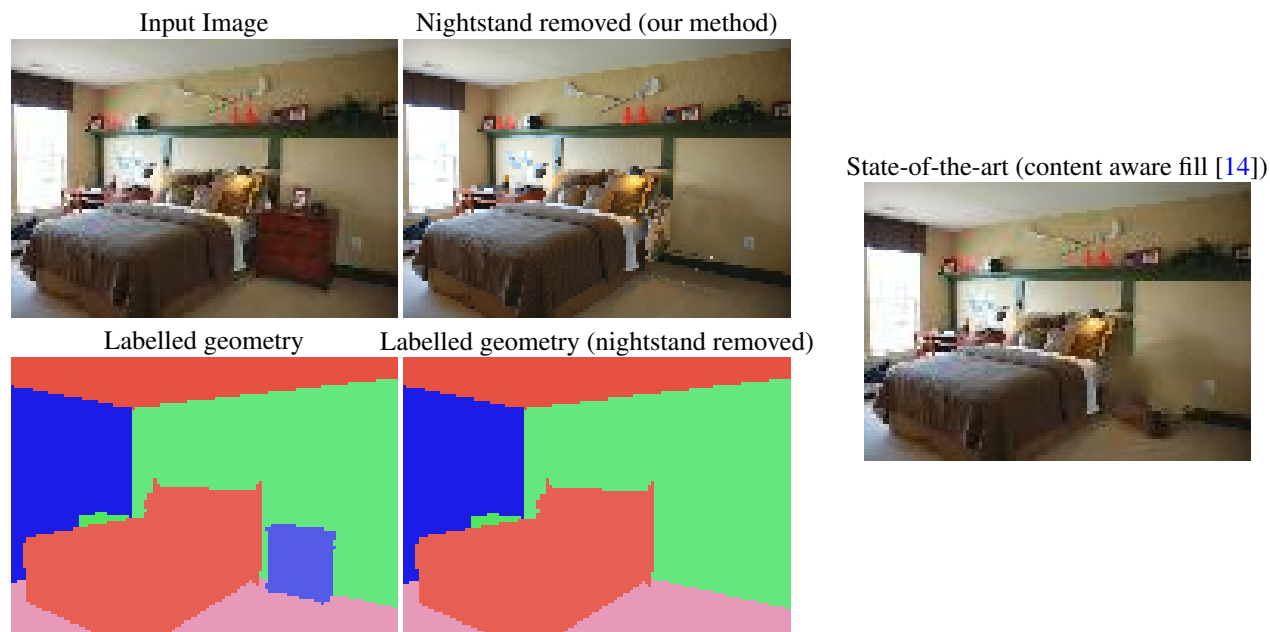 Input Image
Nightstand removed (our method)
State-of-the-art (content aware fill [14])
Labelled geometry
Labelled geometry (nightstand removed)